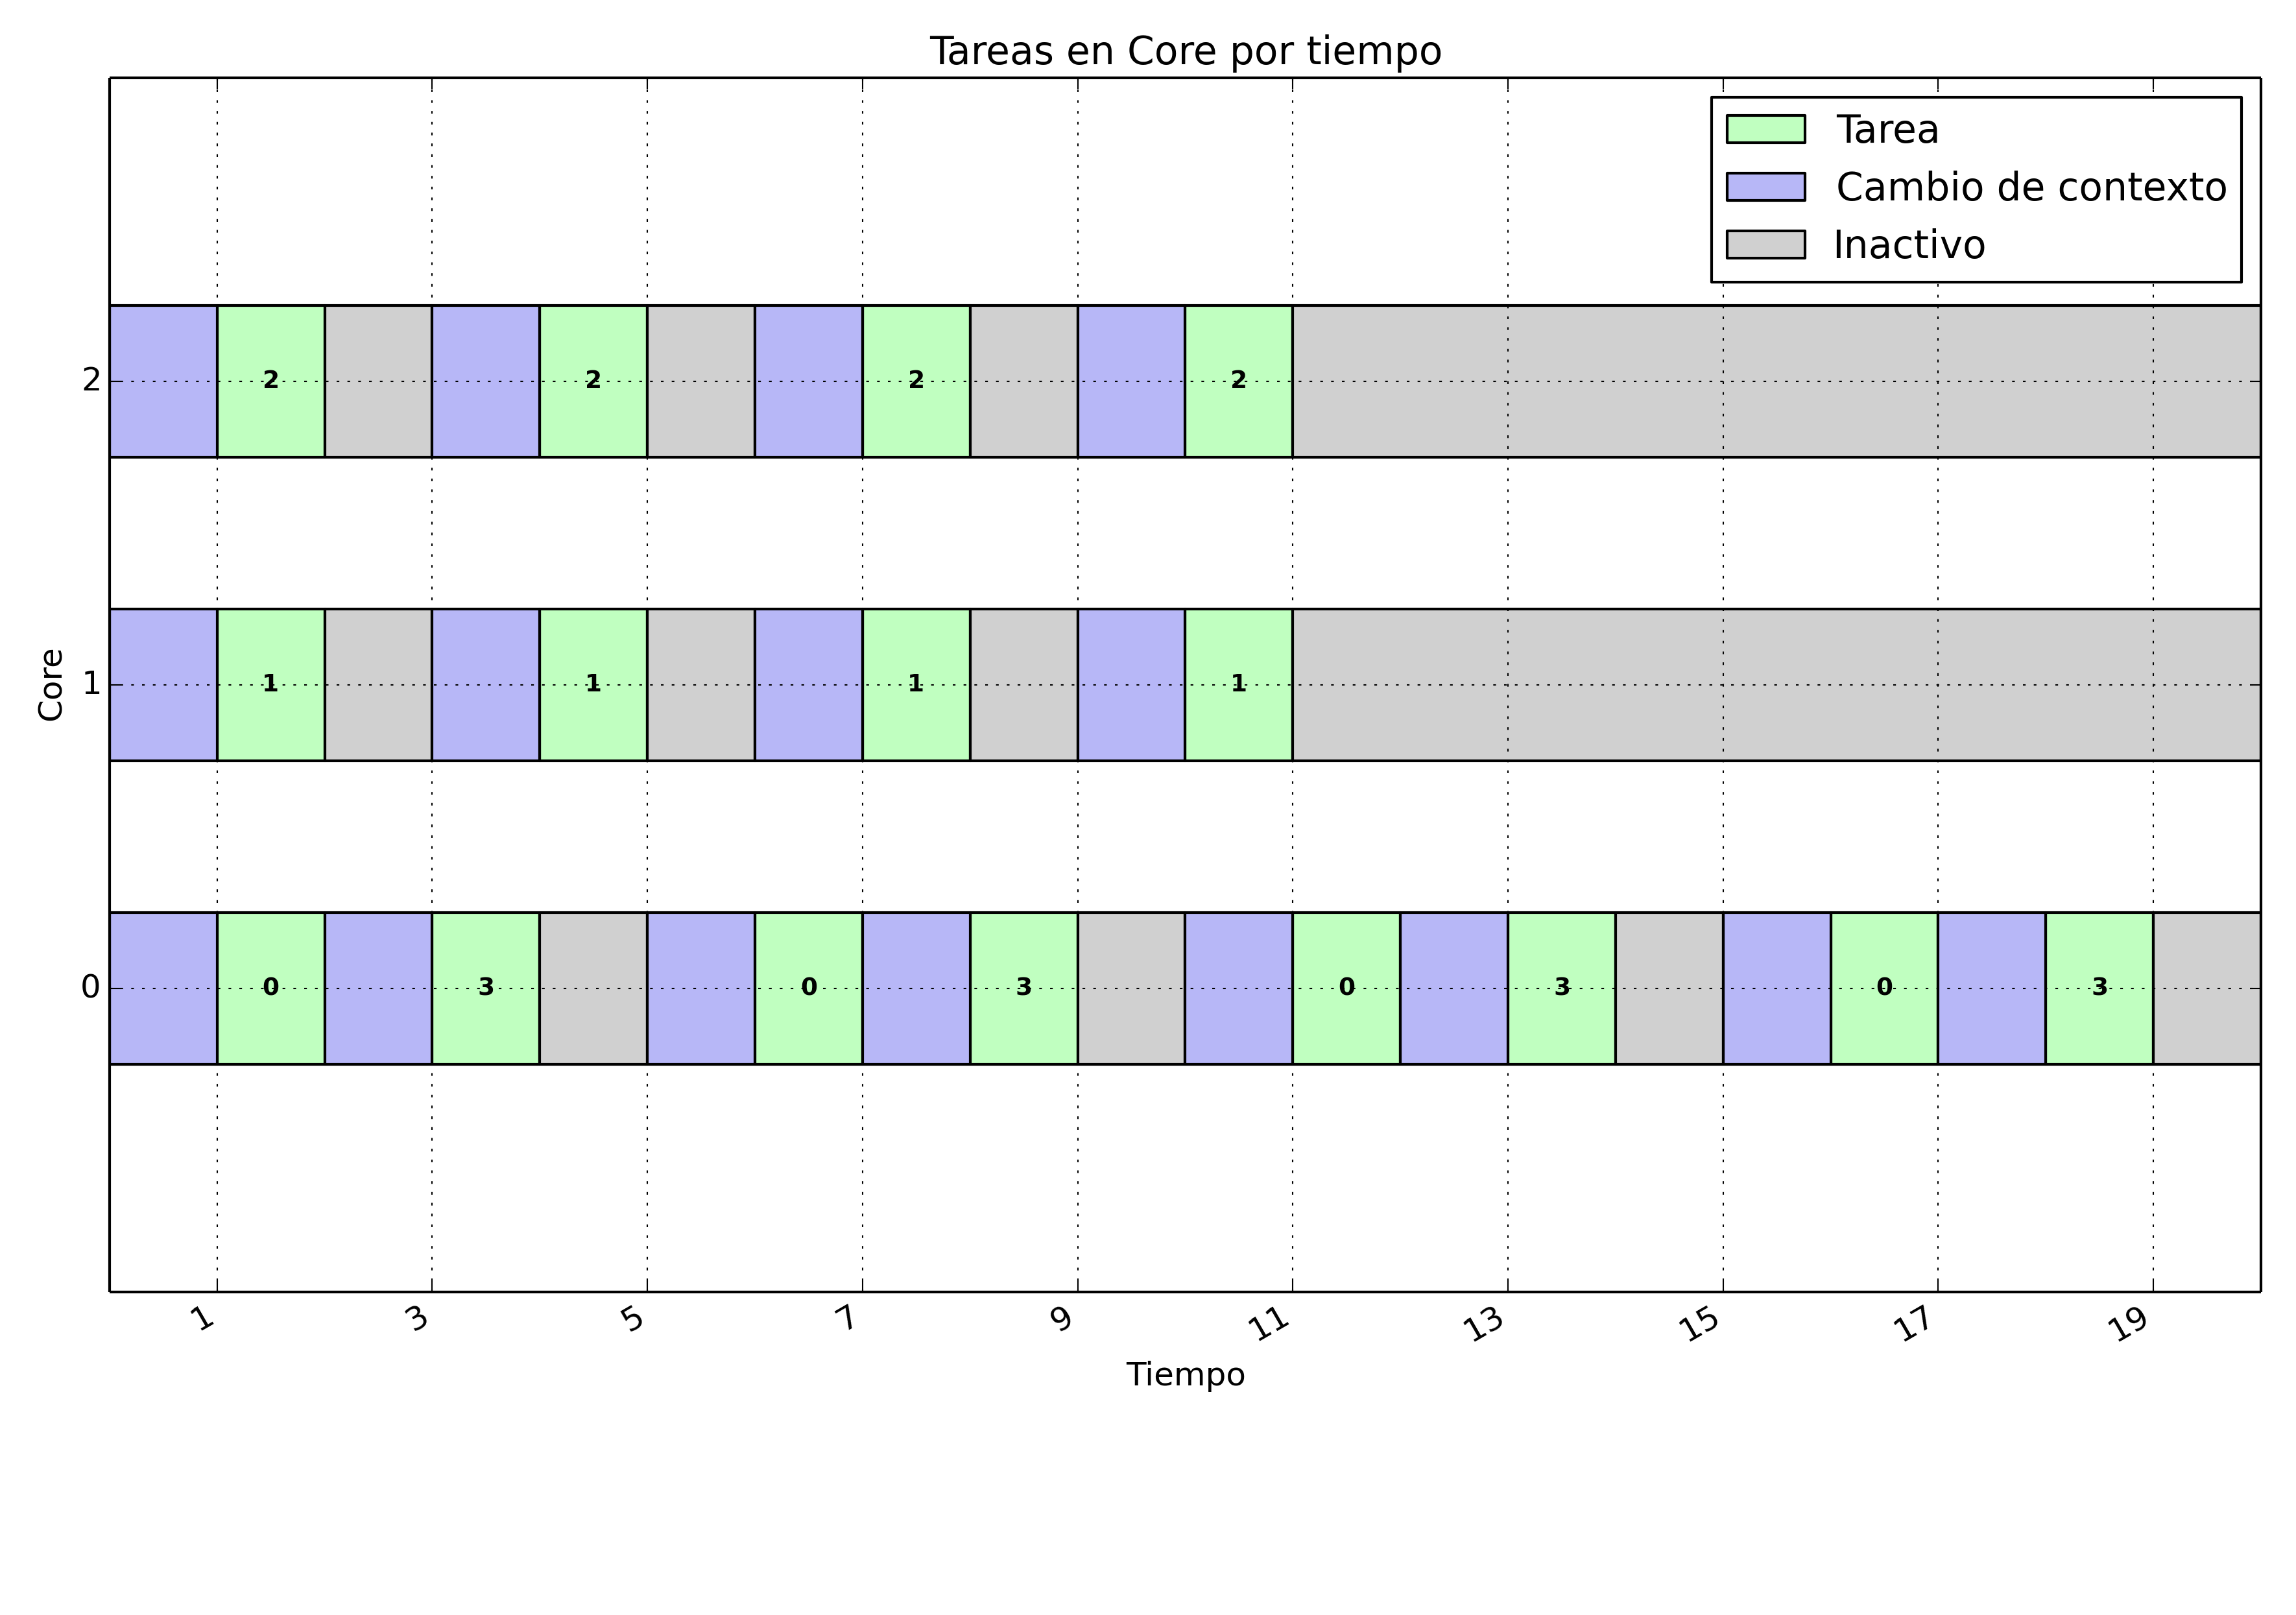 Tareas en Core por tiempo
Tarea
Cambio de contexto
Inactivo
2
2 2 2 2
Core
1
1 1 1 1
0
0 3 0 3 0 3 0 3
1 3 5 7 9 11 13 15 17 19
Tiempo